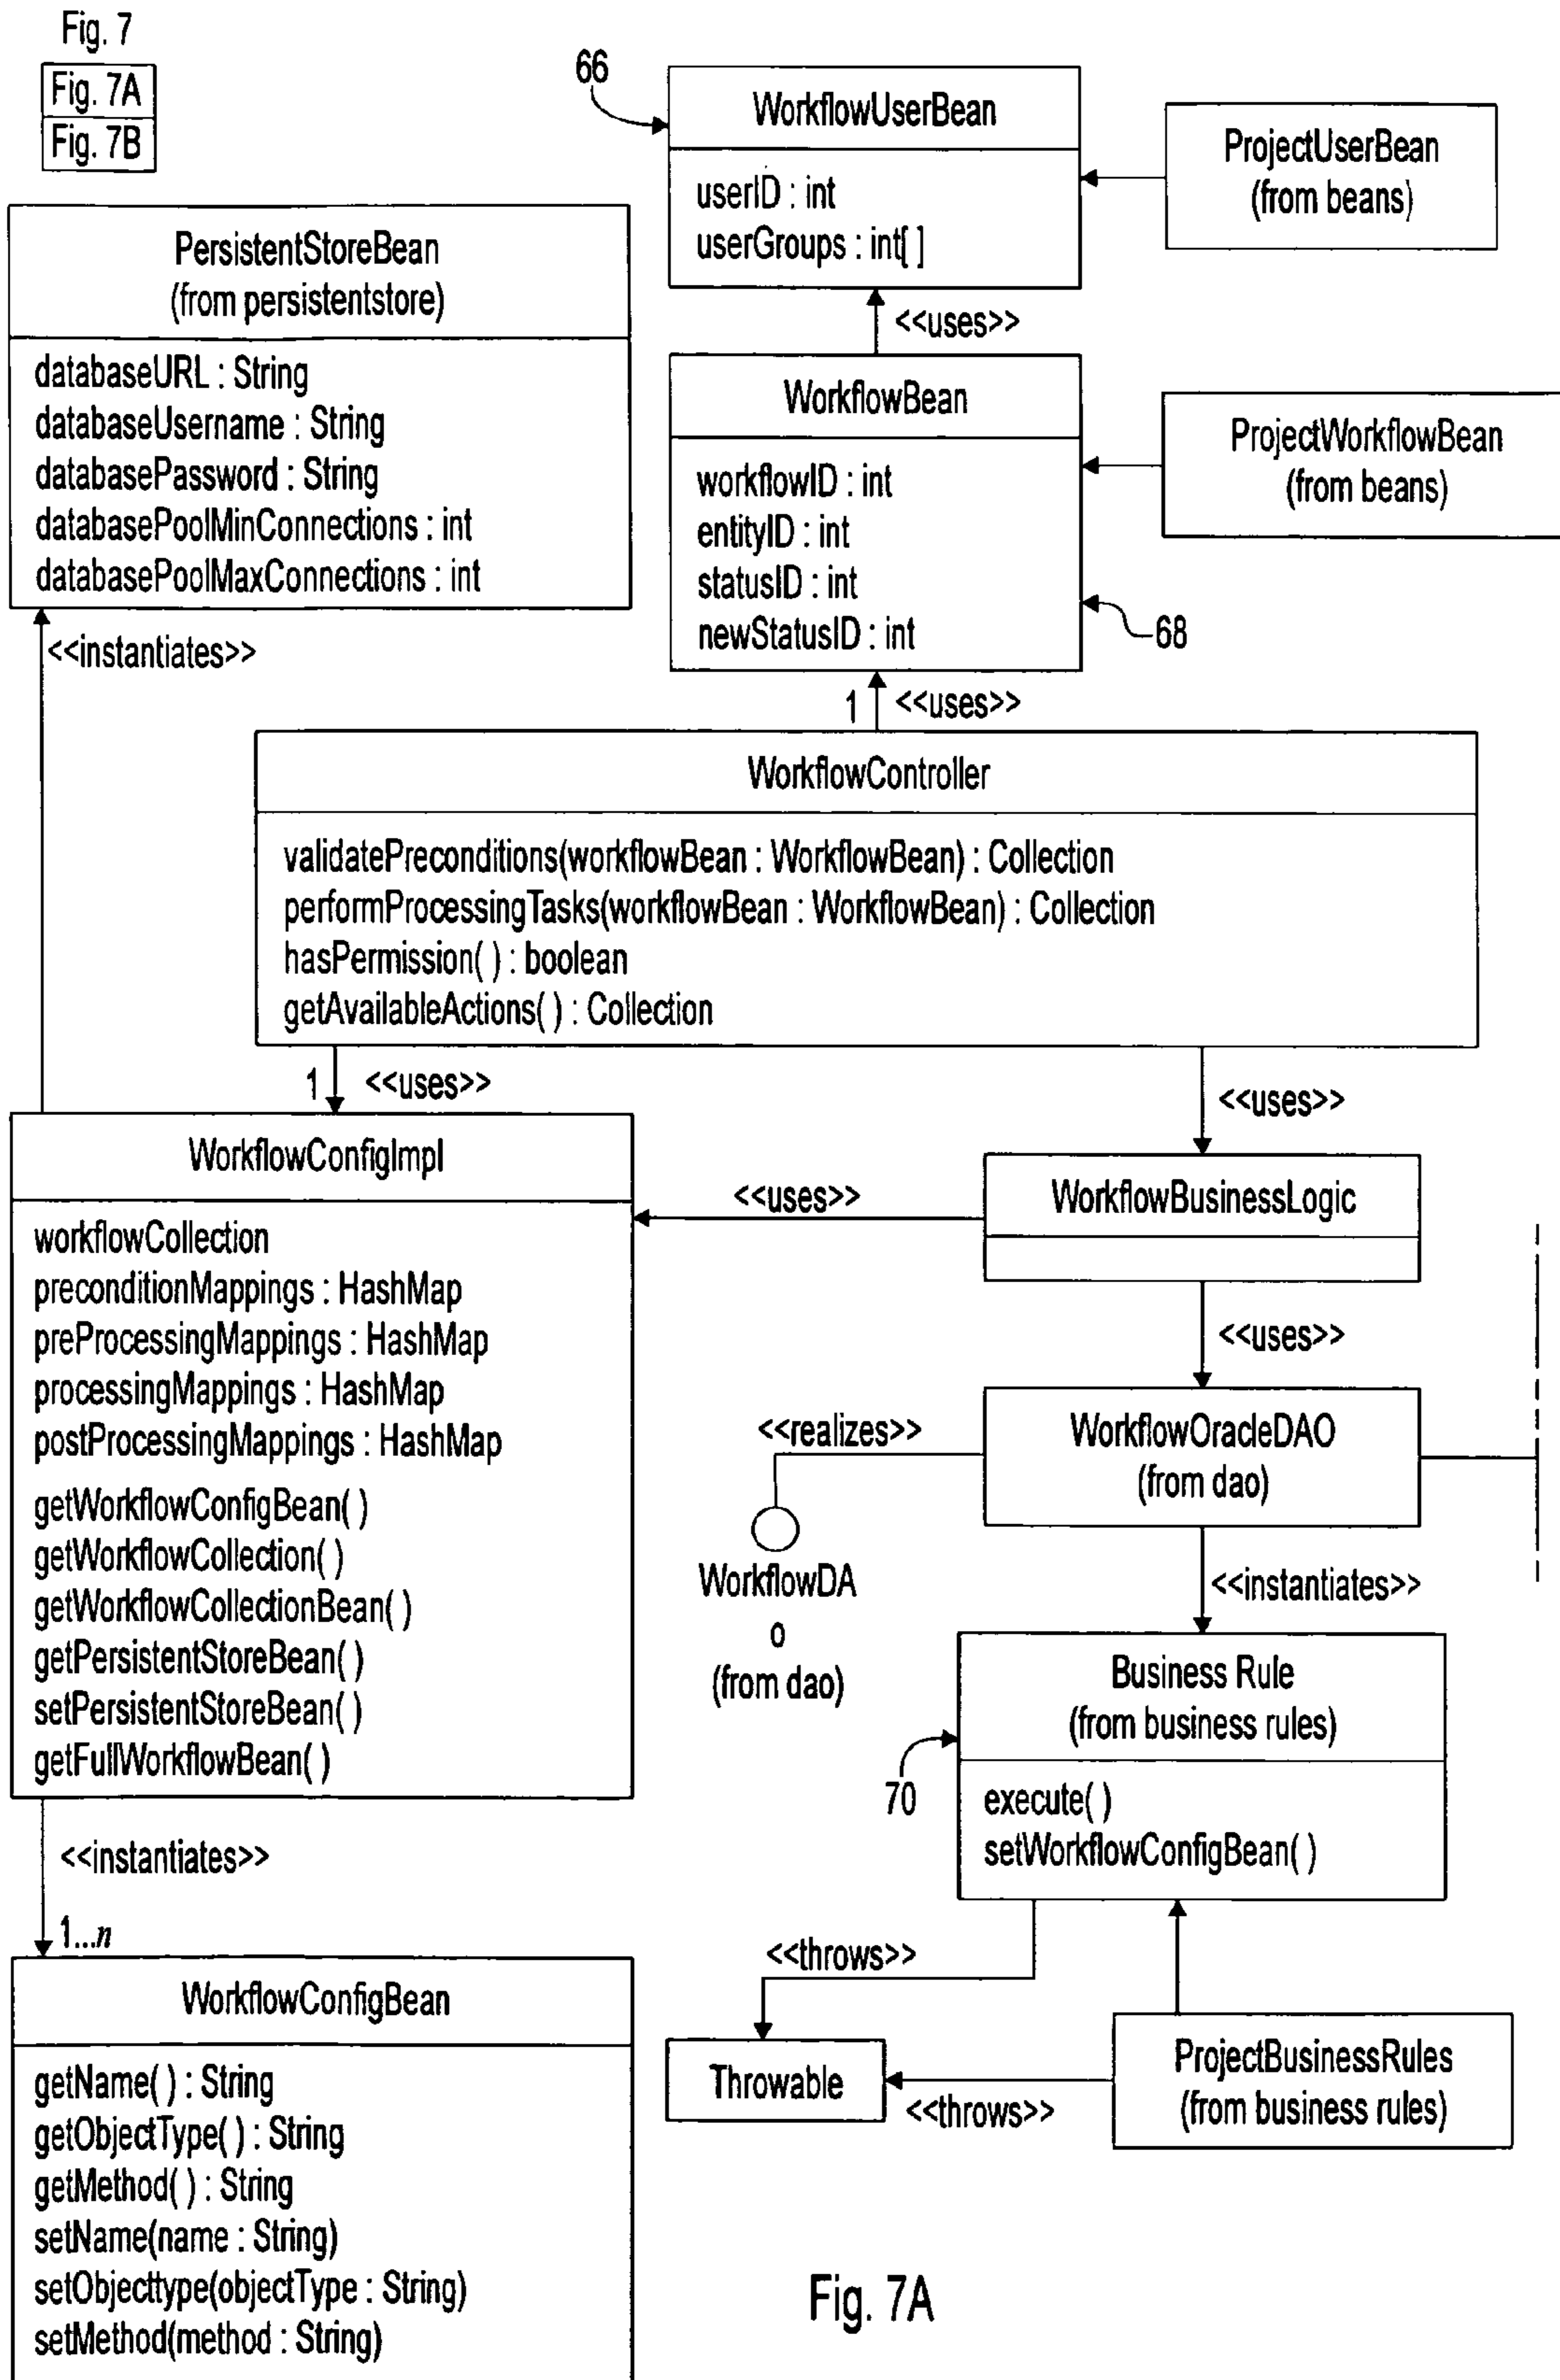 Fig. 7
Fig. 7A
Fig. 7B
66
WorkflowUserBean
userID : int
userGroups : int[ ]
ProjectUserBean
(from beans)
PersistentStoreBean
(from persistentstore)
databaseURL : String
databaseUsername : String
databasePassword : String
databasePoolMinConnections : int
databasePoolMaxConnections : int
<<uses>>
WorkflowBean
workflowID : int
entityID : int
statusID : int
newStatusID : int
ProjectWorkflowBean
(from beans)
68
<<instantiates>>
1 <<uses>>
WorkflowController
validatePreconditions(workflowBean : WorkflowBean) : Collection
performProcessingTasks(workflowBean : WorkflowBean) : Collection
hasPermission( ) : boolean
getAvailableActions( ) : Collection
1 <<uses>>
<<uses>>
WorkflowConfigImpl
workflowCollection
preconditionMappings : HashMap
preProcessingMappings : HashMap
processingMappings : HashMap
postProcessingMappings : HashMap
getWorkflowConfigBean( )
getWorkflowCollection( )
getWorkflowCollectionBean( )
getPersistentStoreBean( )
setPersistentStoreBean( )
getFullWorkflowBean( )
<<uses>>
WorkflowBusinessLogic
<<uses>>
<<realizes>>
WorkflowOracleDAO
(from dao)
WorkflowDA
o
(from dao)
<<instantiates>>
Business Rule
(from business rules)
70
execute( )
setWorkflowConfigBean( )
<<instantiates>>
1...n
WorkflowConfigBean
getName( ) : String
getObjectType( ) : String
getMethod( ) : String
setName(name : String)
setObjecttype(objectType : String)
setMethod(method : String)
<<throws>>
Throwable
<<throws>>
ProjectBusinessRules
(from business rules)
Fig. 7A